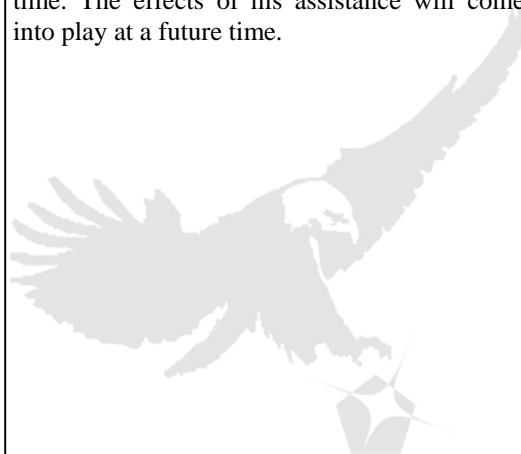 time. The effects of his assistance will come
into play at a future time.